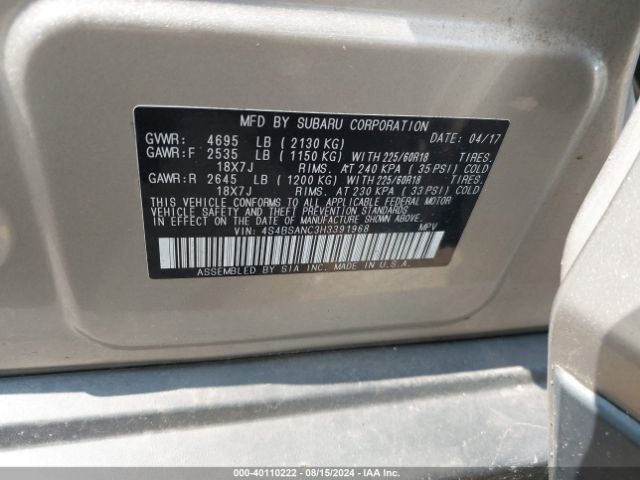 MFD BY SUBARU CORPORATION
GVWR: 4695 LB ( 2130 KG) DATE: 04/17
GAWR:F 2535 LB ( 1150 KG) WITH 225/60R18 TIRES.
18X7J RIMS. AT 240 KPA ( 35 PSI) COLD
GAWR:R 2645 LB ( 1200 KG) WITH 225/60R18 TIRES.
18X7J RIMS. AT 230 KPA ( 33 PSI) COLD
THIS VEHICLE CONFORMS TO ALL APPLICABLE FEDERAL MOTOR
VEHICLE SAFETY AND THEFT PREVENTION STANDARDS
IN EFFECT ON THE DATE OF MANUFACTURE SHOWN ABOVE.
VIN: 4S4BSANC3H3391968 MPV
ASSEMBLED BY SIA INC. MADE IN U.S.A.
000-40110222 - 08/15/2024 - IAAI.COM